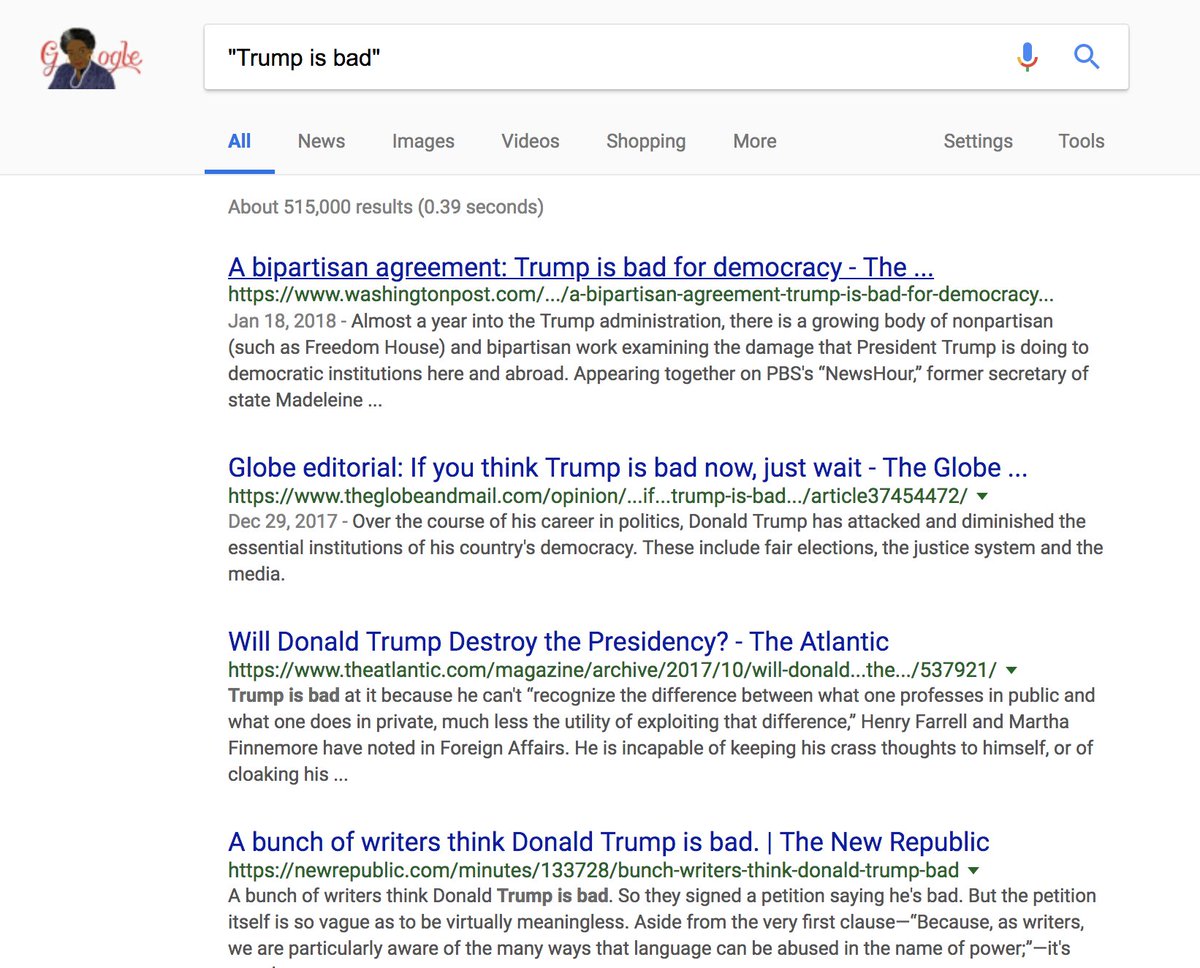 Google
"Trump is bad"
All News Images Videos Shopping More Settings Tools
About 515,000 results (0.39 seconds)
A bipartisan agreement: Trump is bad for democracy - The ...
https://www.washingtonpost.com/.../a-bipartisan-agreement-trump-is-bad-for-democracy...
Jan 18, 2018 - Almost a year into the Trump administration, there is a growing body of nonpartisan
(such as Freedom House) and bipartisan work examining the damage that President Trump is doing to
democratic institutions here and abroad. Appearing together on PBS's “NewsHour,” former secretary of
state Madeleine ...
Globe editorial: If you think Trump is bad now, just wait - The Globe ...
https://www.theglobeandmail.com/opinion/...if...trump-is-bad.../article37454472/
Dec 29, 2017 - Over the course of his career in politics, Donald Trump has attacked and diminished the
essential institutions of his country's democracy. These include fair elections, the justice system and the
media.
Will Donald Trump Destroy the Presidency? - The Atlantic
https://www.theatlantic.com/magazine/archive/2017/10/will-donald...the.../537921/
Trump is bad at it because he can't “recognize the difference between what one professes in public and
what one does in private, much less the utility of exploiting that difference,” Henry Farrell and Martha
Finnemore have noted in Foreign Affairs. He is incapable of keeping his crass thoughts to himself, or of
cloaking his ...
A bunch of writers think Donald Trump is bad. | The New Republic
https://newrepublic.com/minutes/133728/bunch-writers-think-donald-trump-bad
A bunch of writers think Donald Trump is bad. So they signed a petition saying he's bad. But the petition
itself is so vague as to be virtually meaningless. Aside from the very first clause—“Because, as writers,
we are particularly aware of the many ways that language can be abused in the name of power;”—it's